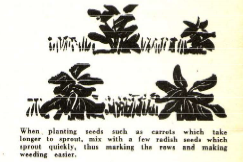 When planting seeds such as carrots which take
longer to sprout, mix with a few radish seeds which
sprout quickly, thus marking the rows and making
weeding easier.